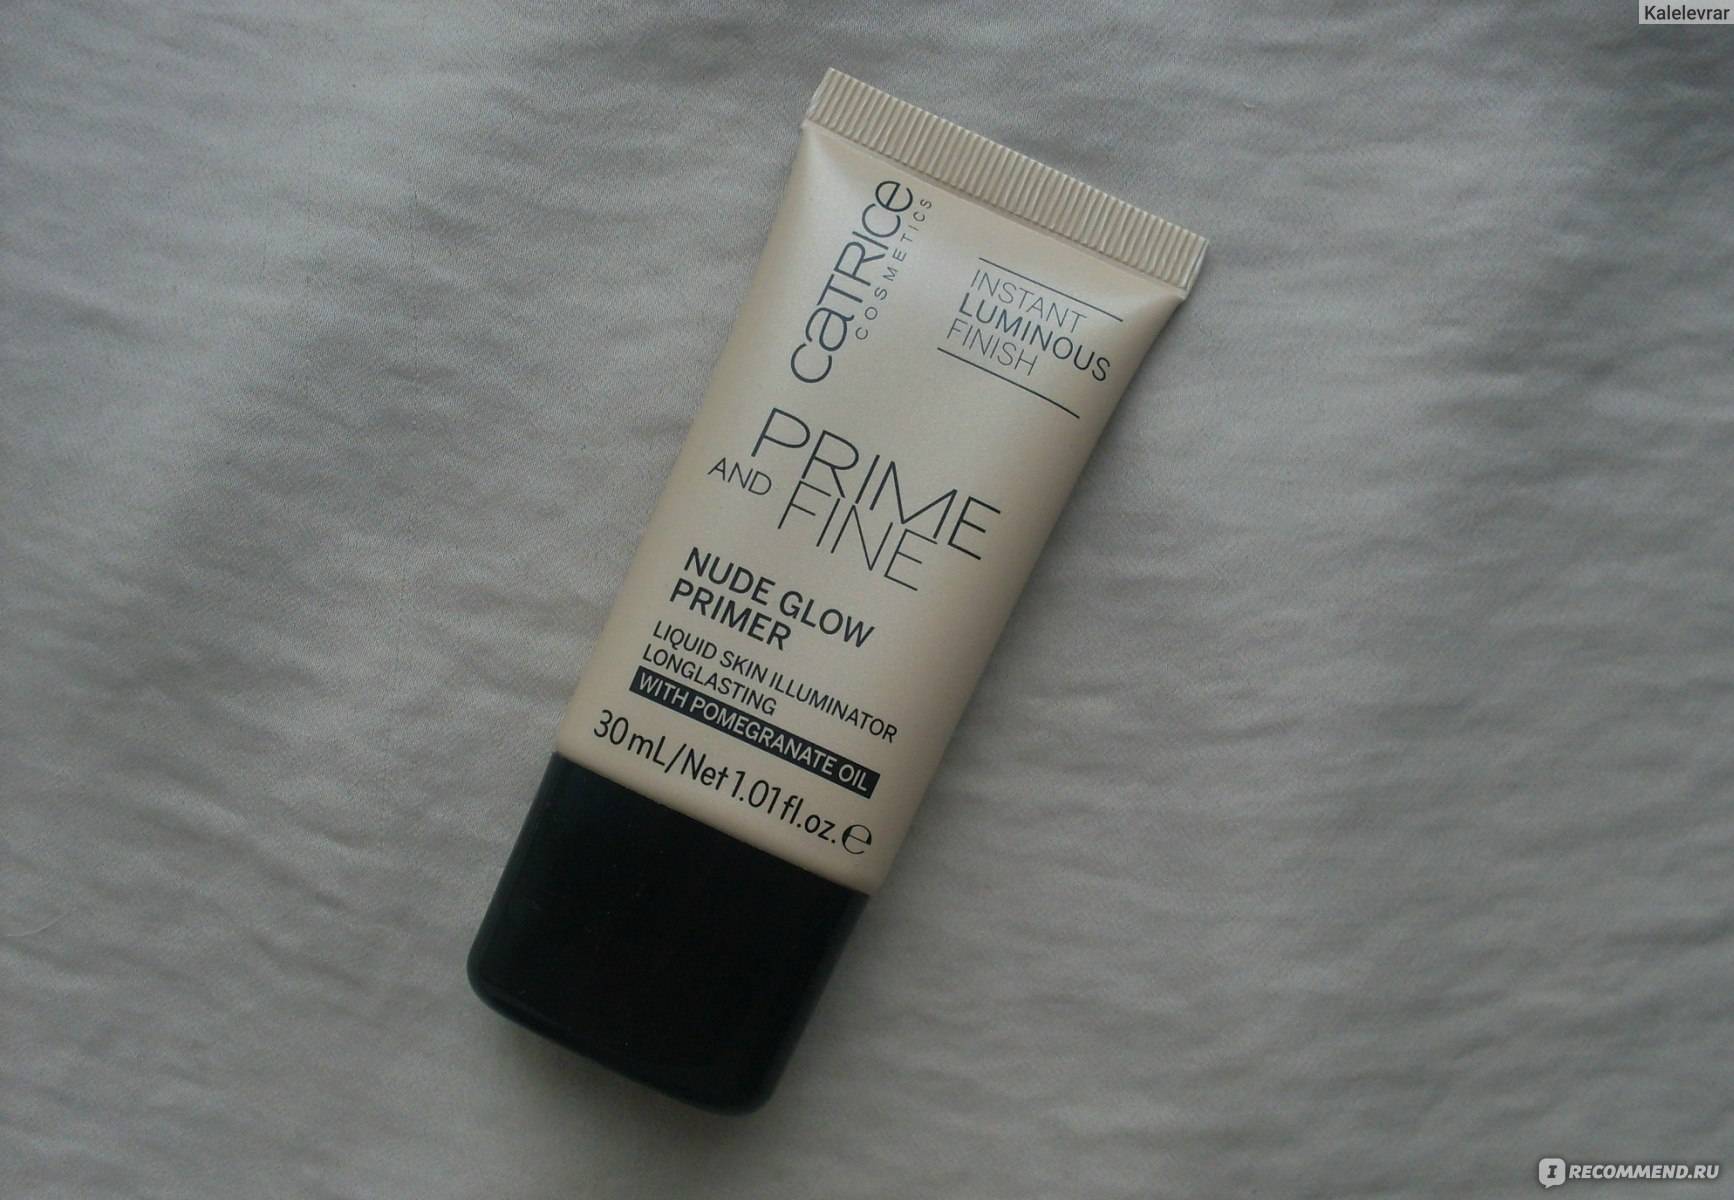 Kalelevrar
catrice
COSMETICS
INSTANT
LUMINOUS
FINISH
PRIME
AND FINE
NUDE GLOW
PRIMER
LIQUID SKIN ILLUMINATOR
LONGLASTING
WITH POMEGRANATE OIL
30mL/Net 1.01fl.oz.℮
IRECOMMEND.RU